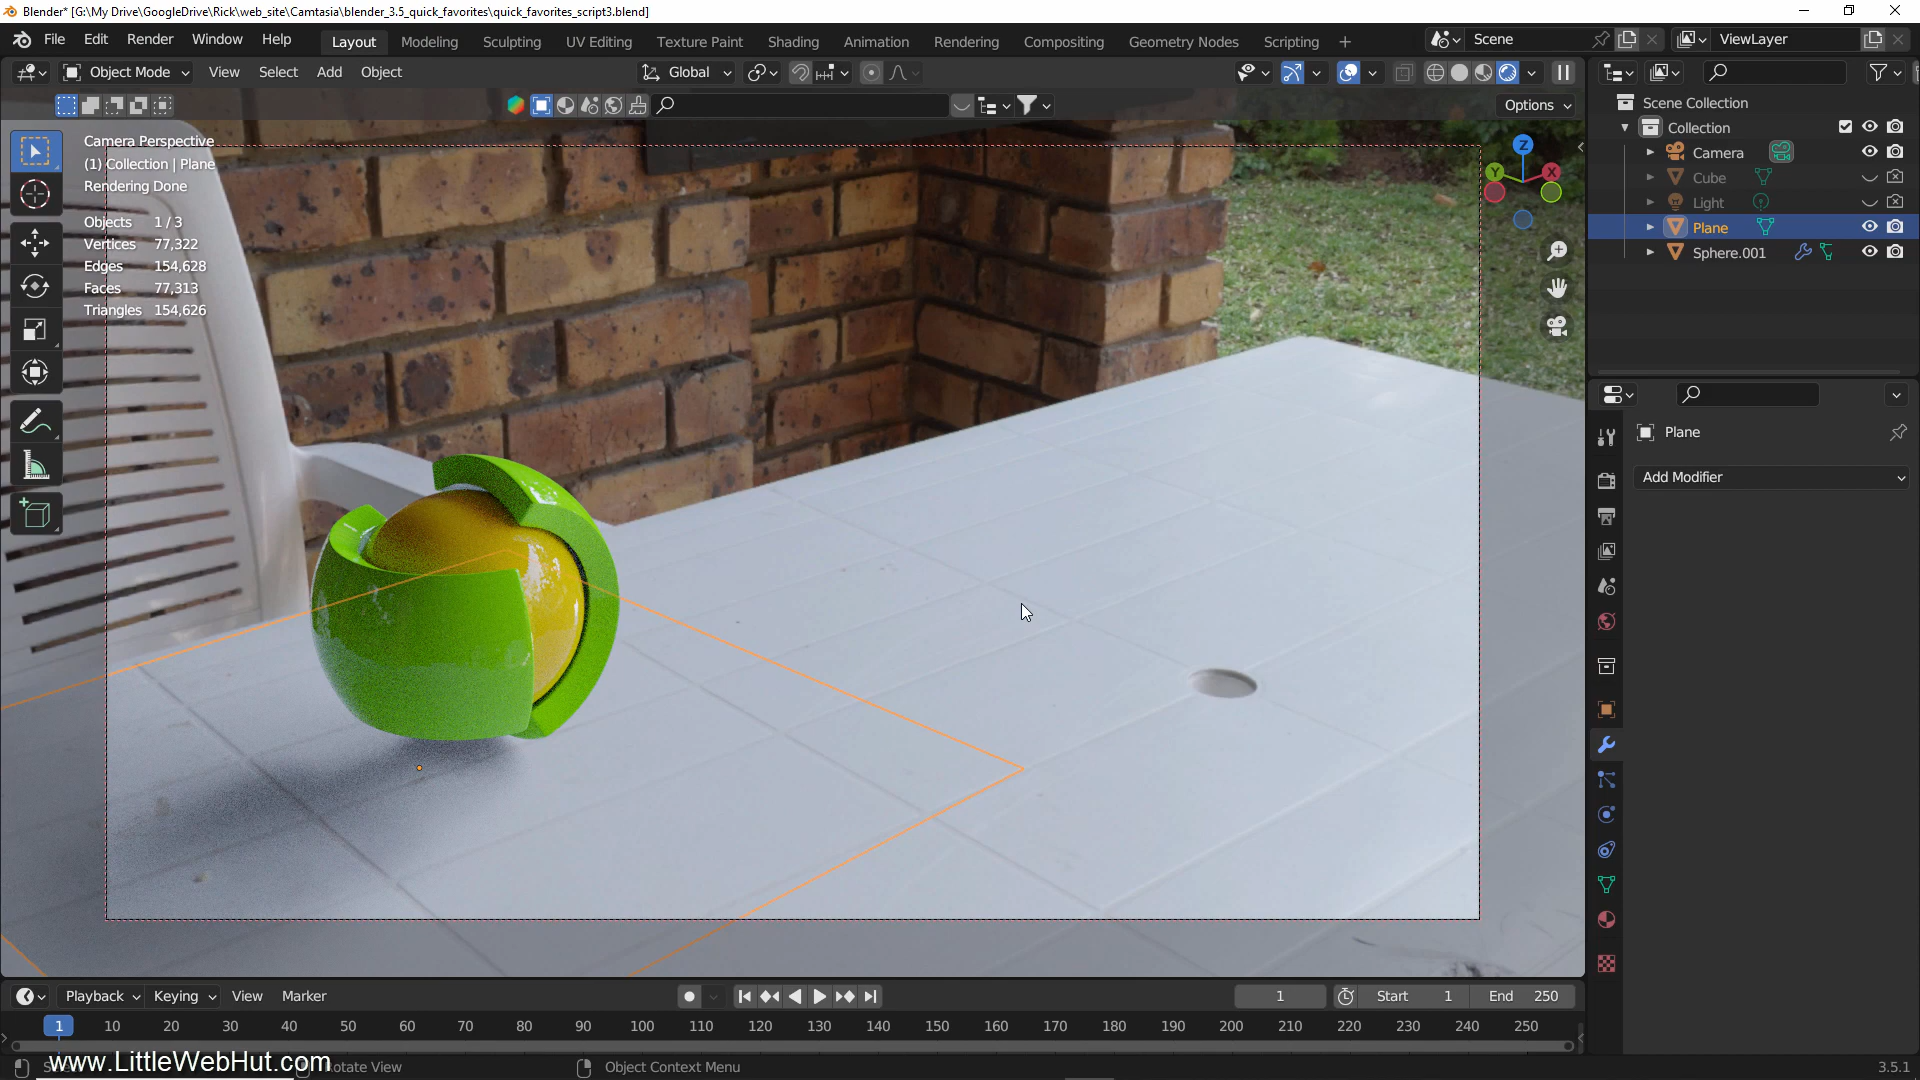 Blender* [G:\My Drive\GoogleDrive\Rick\web_site\Camtasia\blender_3.5_quick_favorites\quick_favorites_script3.blend]
File Edit Render Window Help Layout Modeling Sculpting UV Editing Texture Paint Shading Animation Rendering Compositing Geometry Nodes Scripting + Scene ViewLayer
Object Mode View Select Add Object Global
Options
Camera Perspective
(1) Collection | Plane
Rendering Done
Objects 1 / 3
Vertices 77,322
Edges 154,628
Faces 77,313
Triangles 154,626
Z
Y X
Scene Collection
Collection
Camera
Cube
Light
Plane
Sphere.001
Plane
Add Modifier
Playback Keying View Marker 1 Start 1 End 250
1 10 20 30 40 50 60 70 80 90 100 110 120 130 140 150 160 170 180 190 200 210 220 230 240 250
www.LittleWebHut.com
Rotate View Object Context Menu 3.5.1